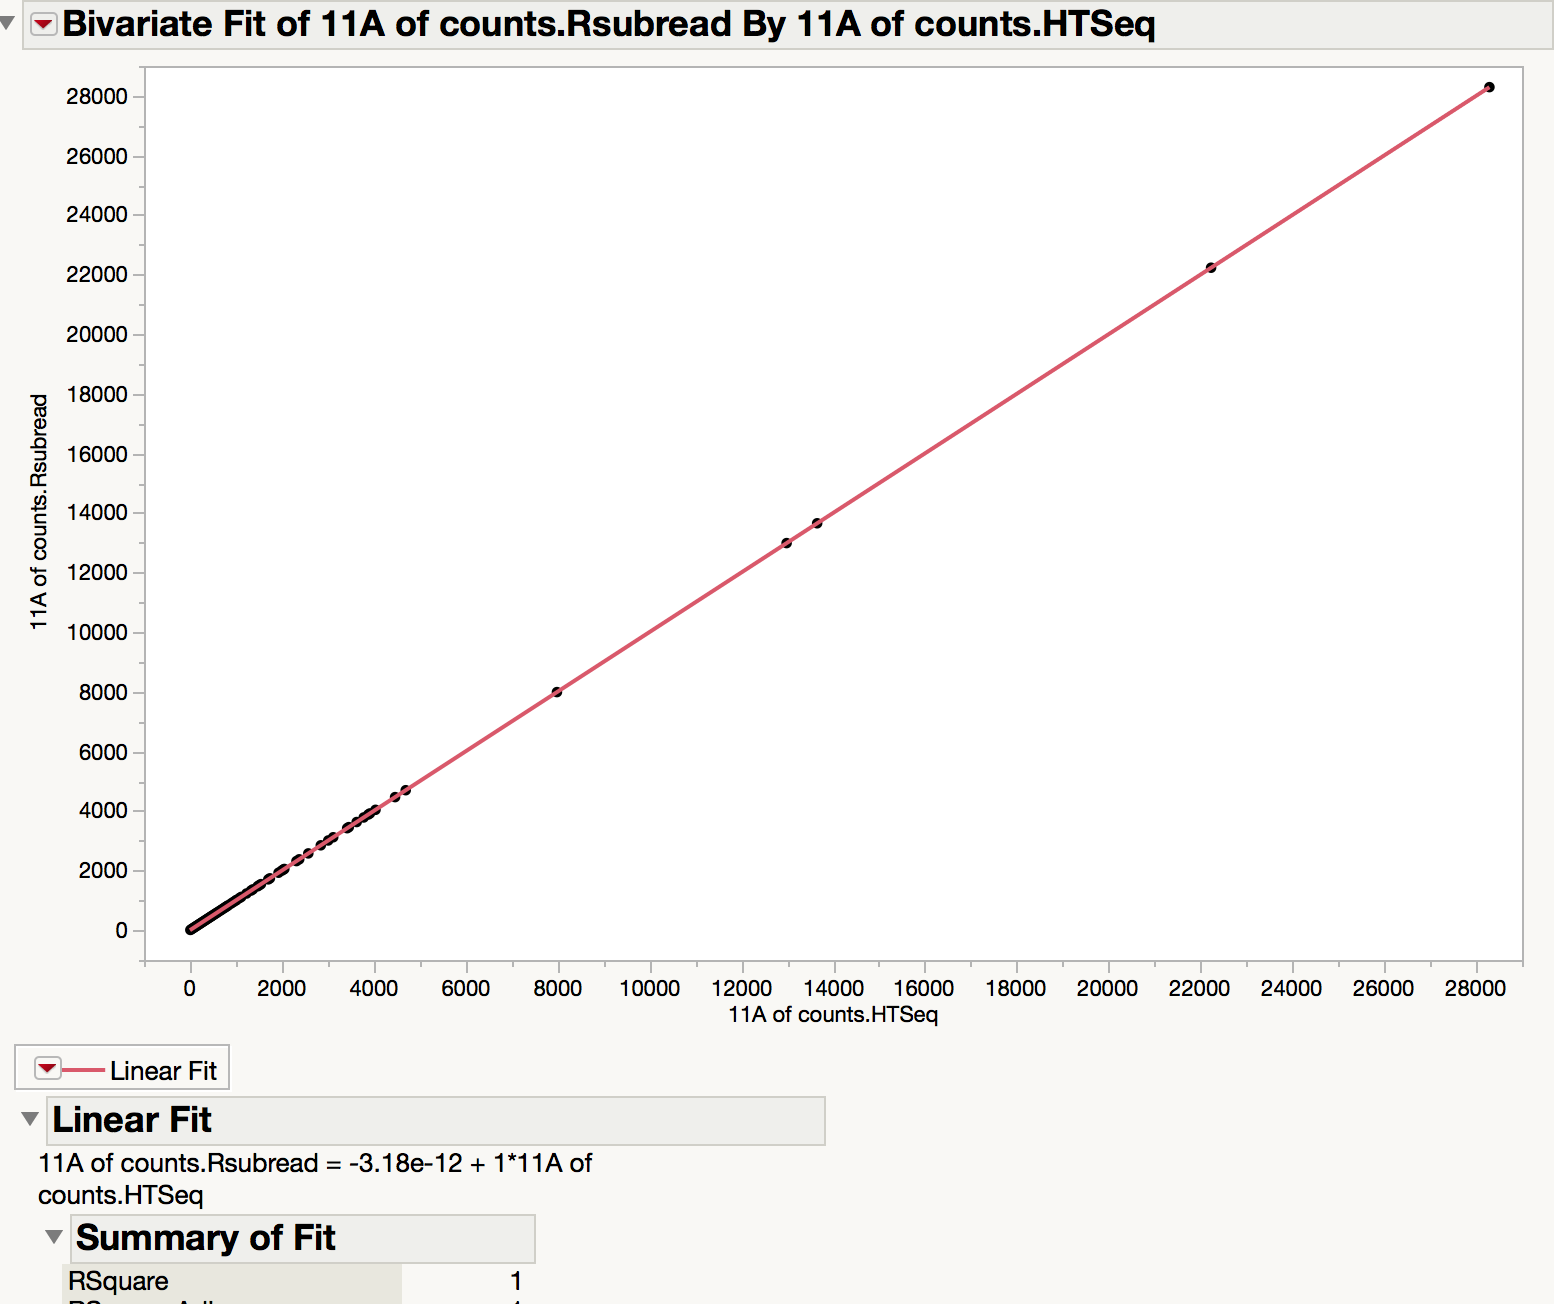 Bivariate Fit of 11A of counts.Rsubread By 11A of counts.HTSeq
28000
26000
24000
22000
20000
18000
16000
14000
12000
10000
8000
6000
4000
2000
0
11A of counts.Rsubread
0 2000 4000 6000 8000 10000 12000 14000 16000 18000 20000 22000 24000 26000 28000
11A of counts.HTSeq
Linear Fit
Linear Fit
11A of counts.Rsubread = -3.18e-12 + 1*11A of
counts.HTSeq
Summary of Fit
RSquare 1